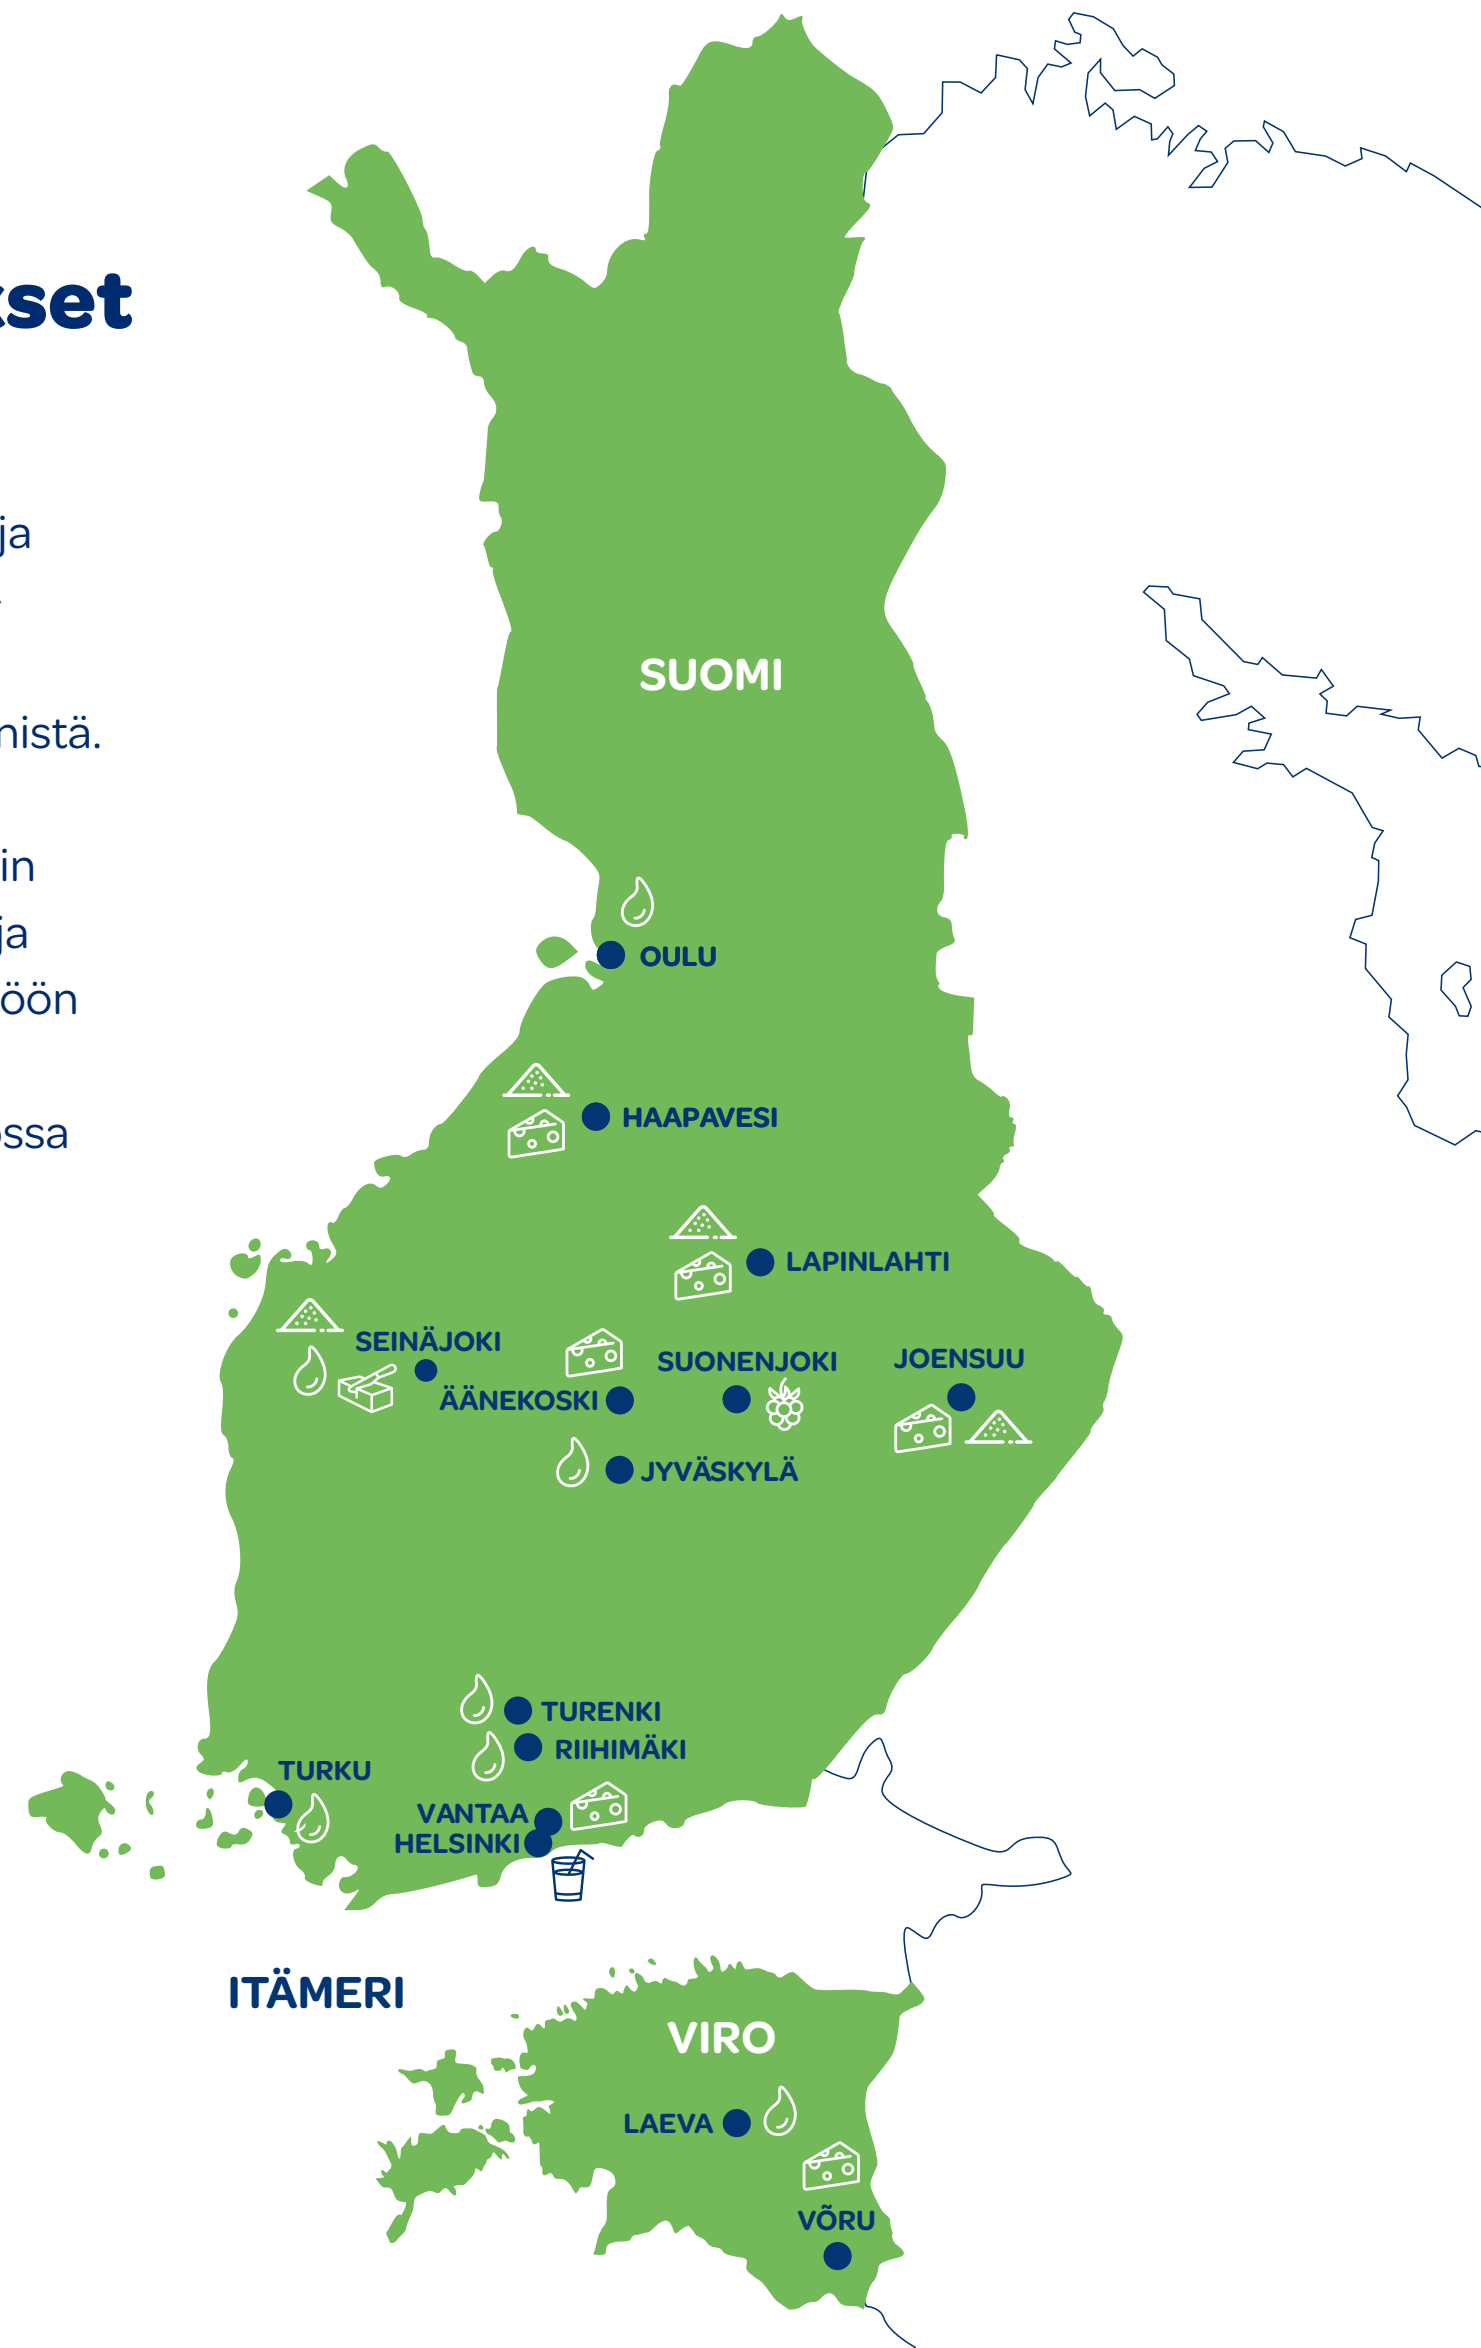 set
ja
nistä.
in
ja
öön
ssa
SUOMI
OULU
HAAPAVESI
LAPINLAHTI
SEINÄJOKI
ÄÄNEKOSKI
SUONENJOKI
JOENSUU
JYVÄSKYLÄ
TURENKI
RIIHIMÄKI
TURKU
VANTAA
HELSINKI
ITÄMERI
VIRO
LAEVA
VÕRU